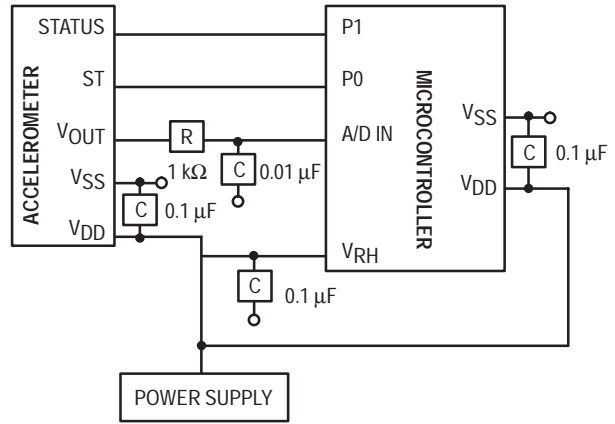 STATUS
P1
ST
P0
VOUT
R
A/D IN
1 kΩ
C
0.01 µF
VSS
C
0.1 µF
VDD
ACCELEROMETER
MICROCONTROLLER
VSS
C
0.1 µF
VDD
VRH
C
0.1 µF
POWER SUPPLY